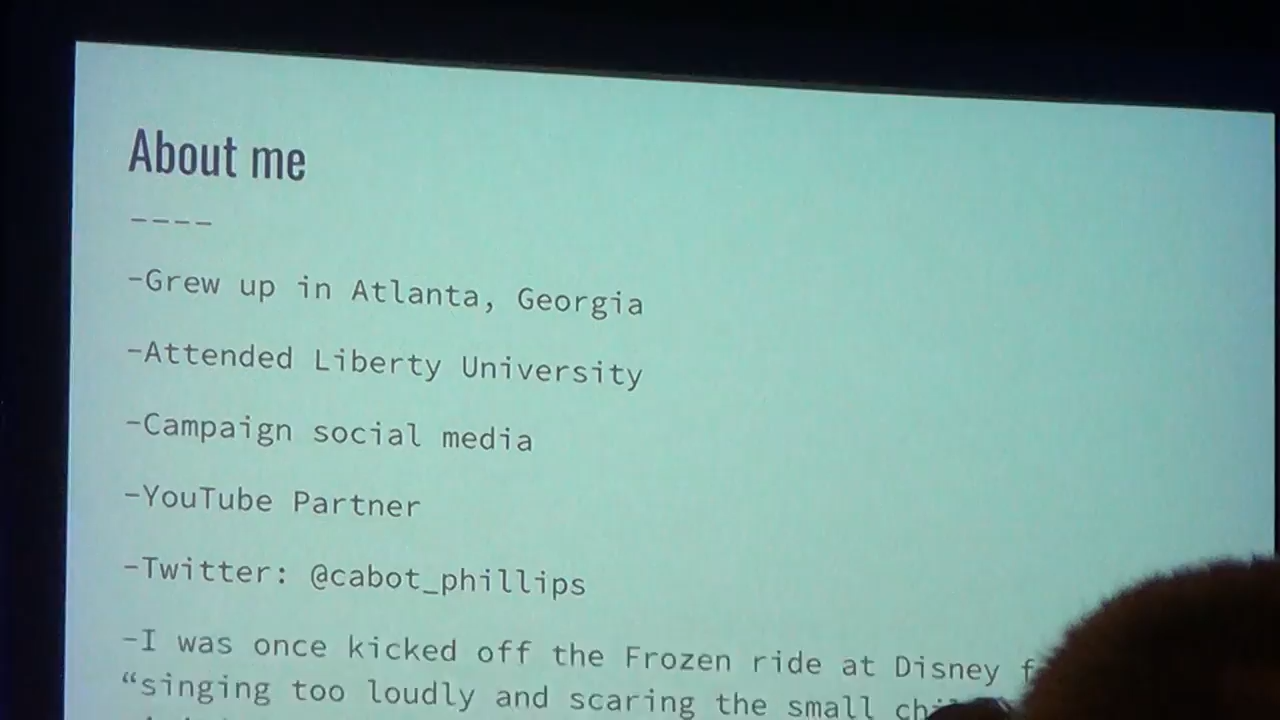 About me
----
-Grew up in Atlanta, Georgia
-Attended Liberty University
-Campaign social media
-YouTube Partner
-Twitter: @cabot_phillips
-I was once kicked off the Frozen ride at Disney
“singing too loudly and scaring the small